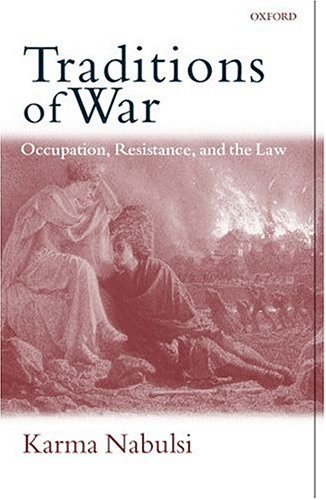 OXFORD
Traditions
of War
Occupation, Resistance, and the Law
Karma Nabulsi